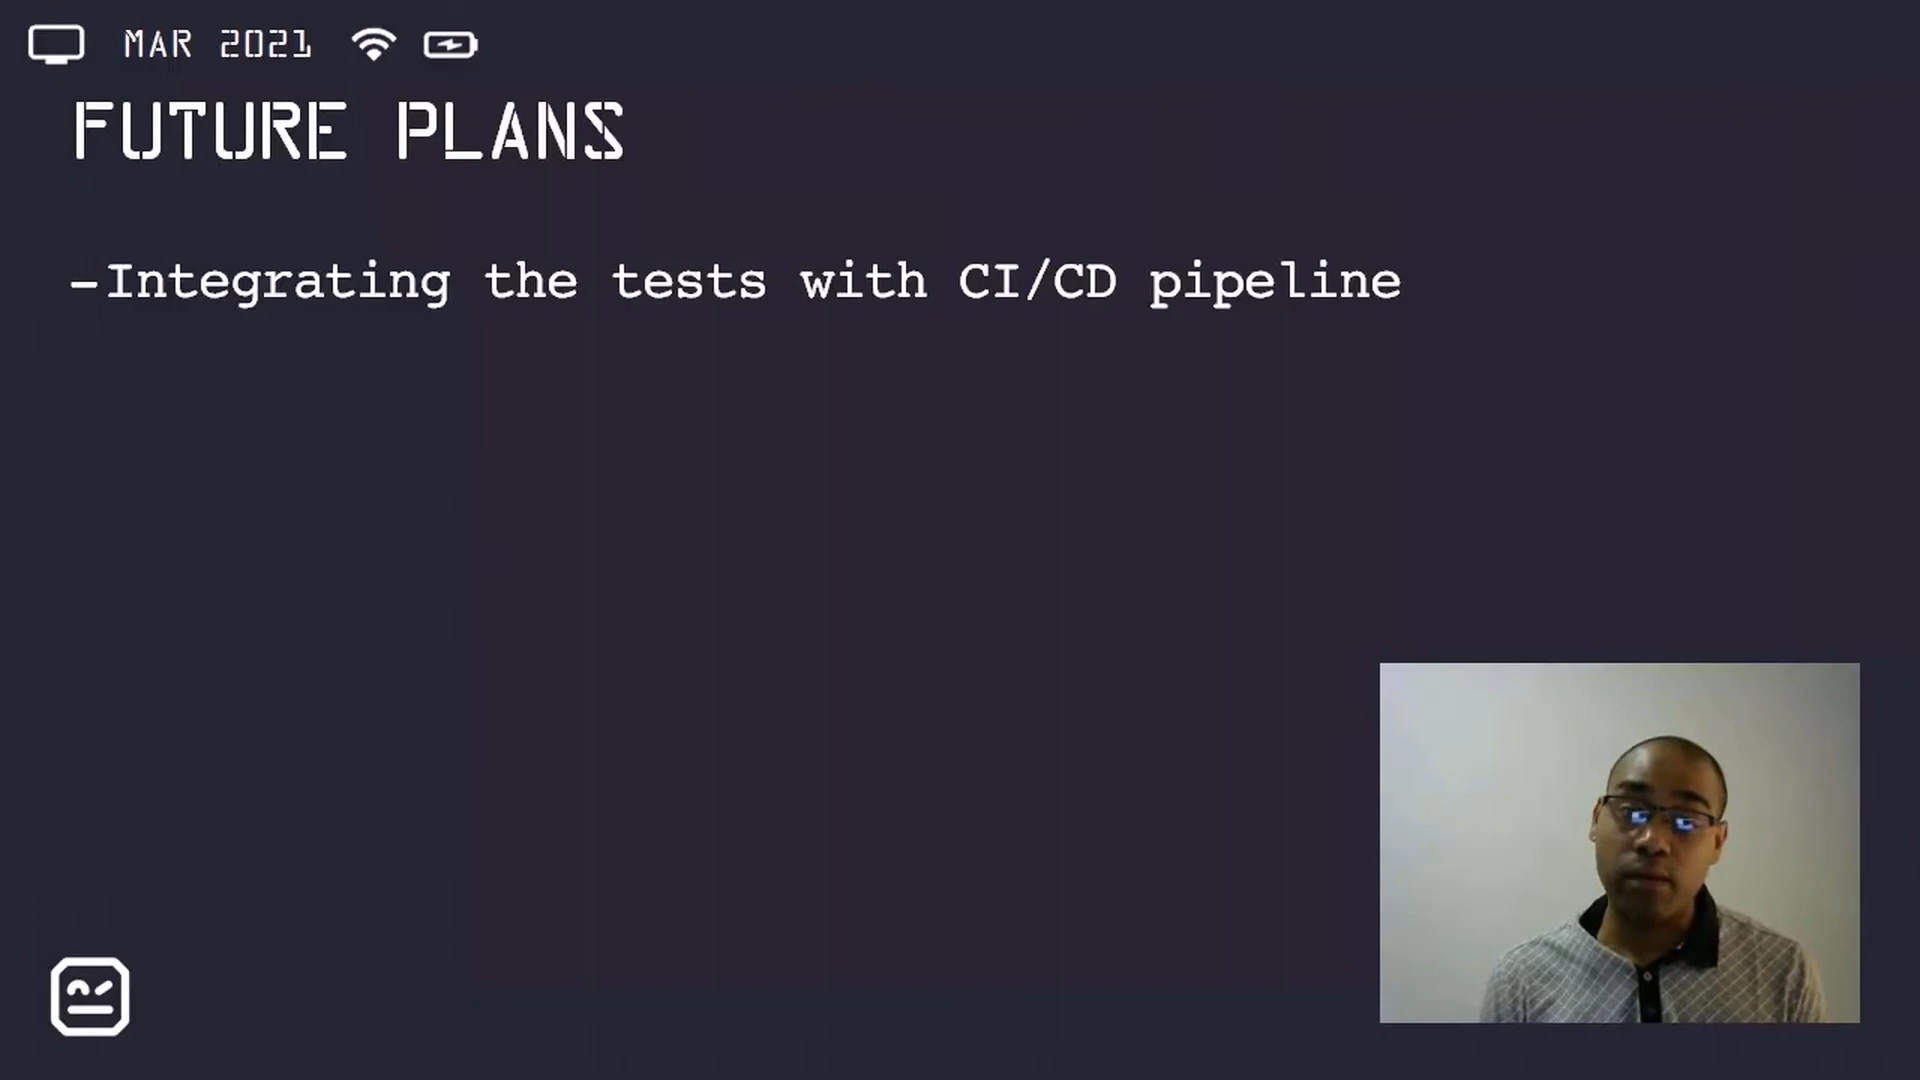 MAR 2021
FUTURE PLANS
-Integrating the tests with CI/CD pipeline